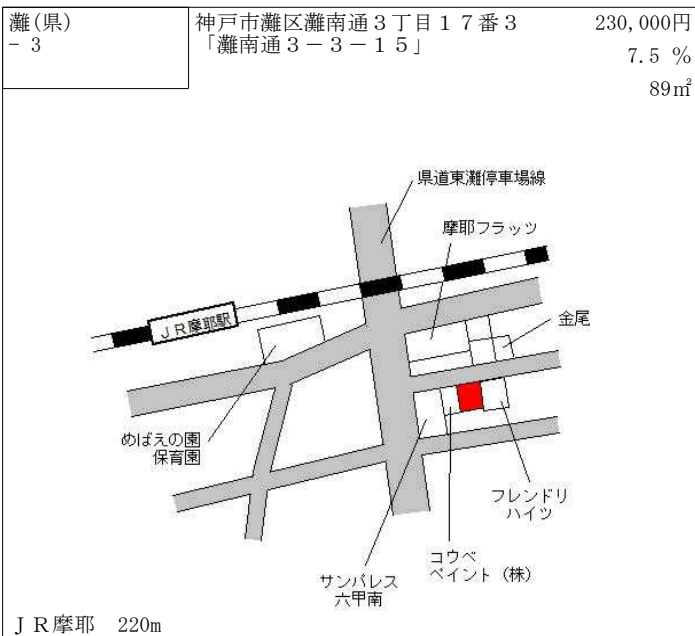 灘(県)
- 3
神戸市灘区灘南通３丁目１７番３
「灘南通３－３－１５」
230,000円
7.5 %
89㎡
県道東灘停車場線
摩耶フラッツ
ＪＲ摩耶駅
金尾
めばえの園
保育園
フレンドリ
ハイツ
コウベ
ペイント（株）
サンパレス
六甲南
ＪＲ摩耶　220m